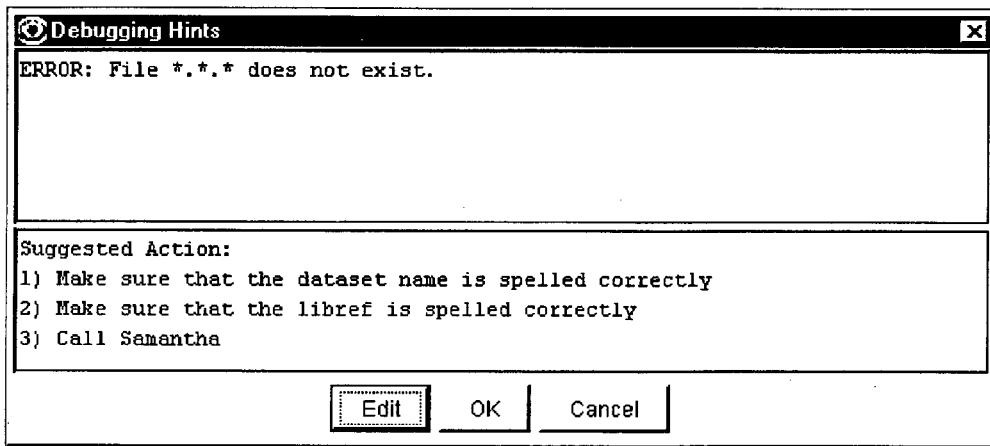 Debugging Hints
ERROR: File *.*.* does not exist.
Suggested Action:
1) Make sure that the dataset name is spelled correctly
2) Make sure that the libref is spelled correctly
3) Call Samantha
Edit OK Cancel